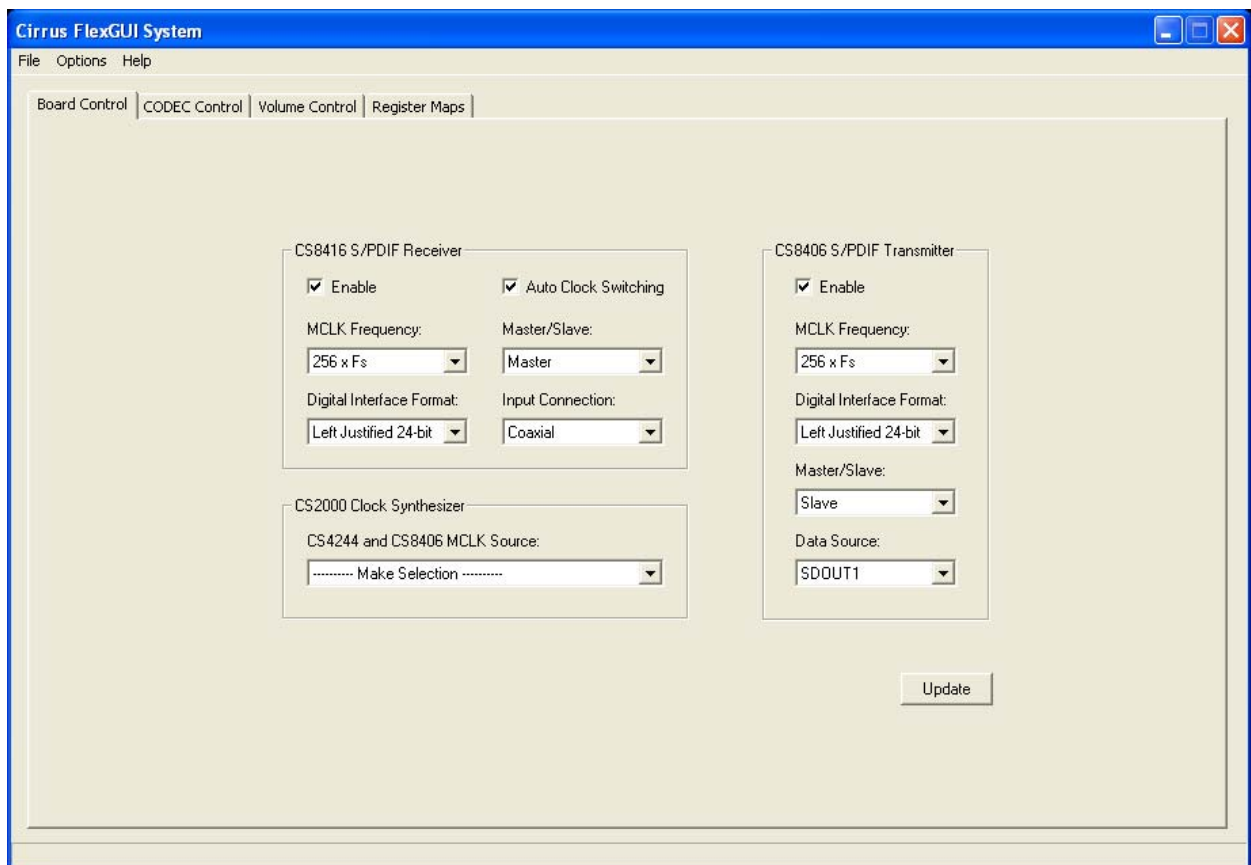 Cirrus FlexGUI System
File Options Help
Board Control CODEC Control Volume Control Register Maps
CS8416 S/PDIF Receiver
Enable Auto Clock Switching
MCLK Frequency: Master/Slave:
256 x Fs Master
Digital Interface Format: Input Connection:
Left Justified 24-bit Coaxial
CS2000 Clock Synthesizer
CS4244 and CS8406 MCLK Source:
---------- Make Selection ----------
CS8406 S/PDIF Transmitter
Enable
MCLK Frequency:
256 x Fs
Digital Interface Format:
Left Justified 24-bit
Master/Slave:
Slave
Data Source:
SDOUT1
Update